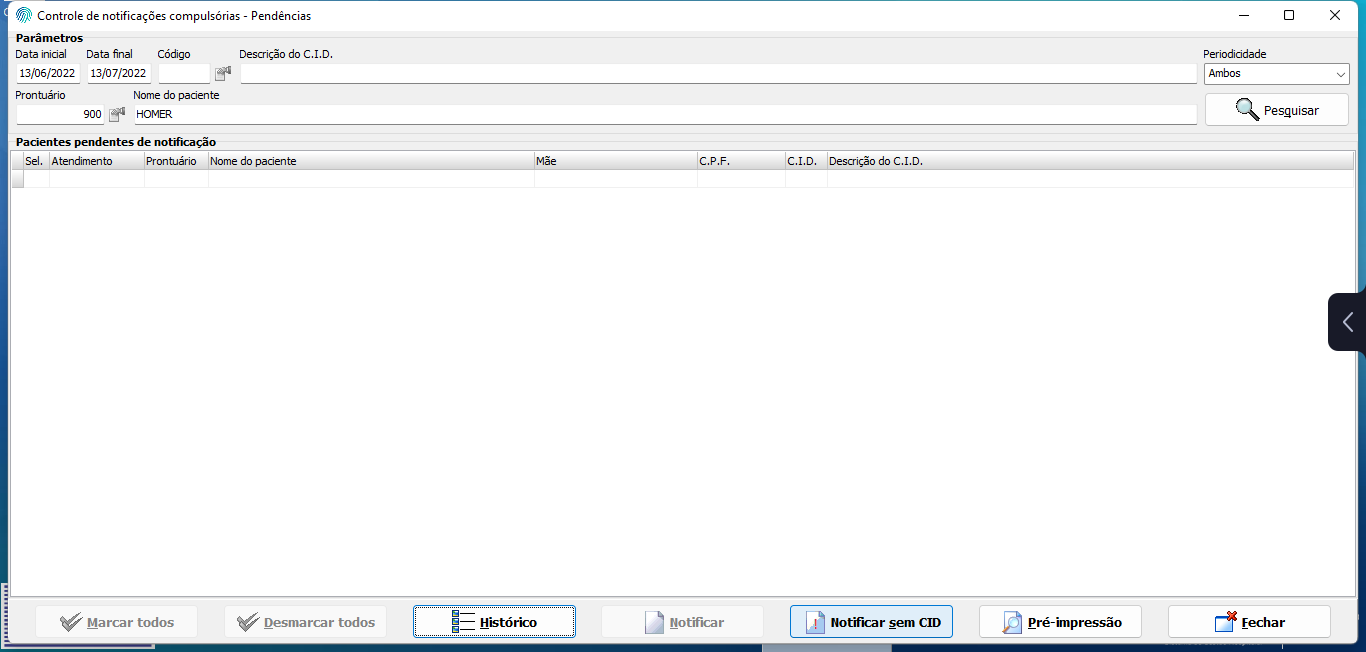 Controle de notificações compulsórias - Pendências
Parâmetros
Data inicial Data final Código Descrição do C.I.D. Periodicidade
13/06/2022 13/07/2022 Ambos
Prontuário Nome do paciente
900 HOMER Pesquisar
Pacientes pendentes de notificação
Sel. Atendimento Prontuário Nome do paciente Mãe C.P.F. C.I.D. Descrição do C.I.D.
Marcar todos Desmarcar todos Histórico Notificar Notificar sem CID Pré-impressão Fechar